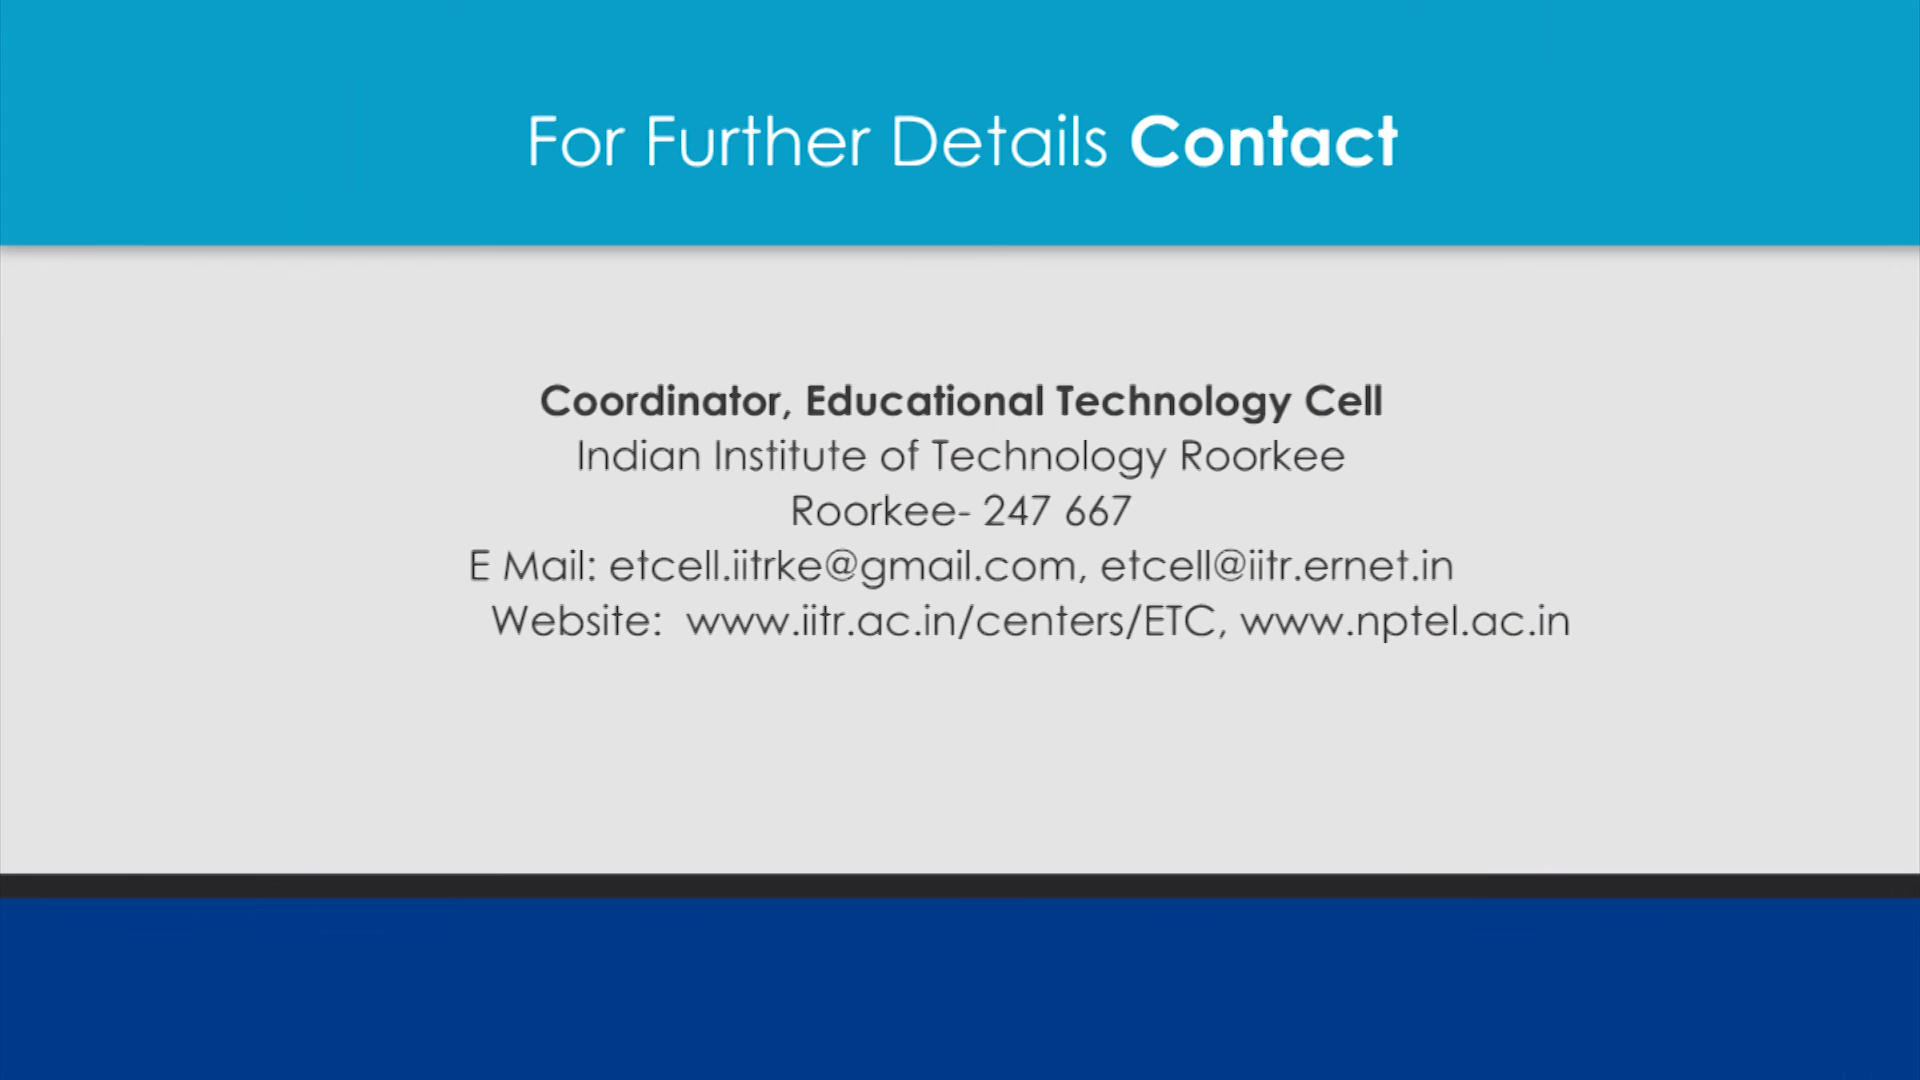 For Further Details Contact
Coordinator, Educational Technology Cell
Indian Institute of Technology Roorkee
Roorkee- 247 667
E Mail: etcell.iitrke@gmail.com, etcell@iitr.ernet.in
Website: www.iitr.ac.in/centers/ETC, www.nptel.ac.in